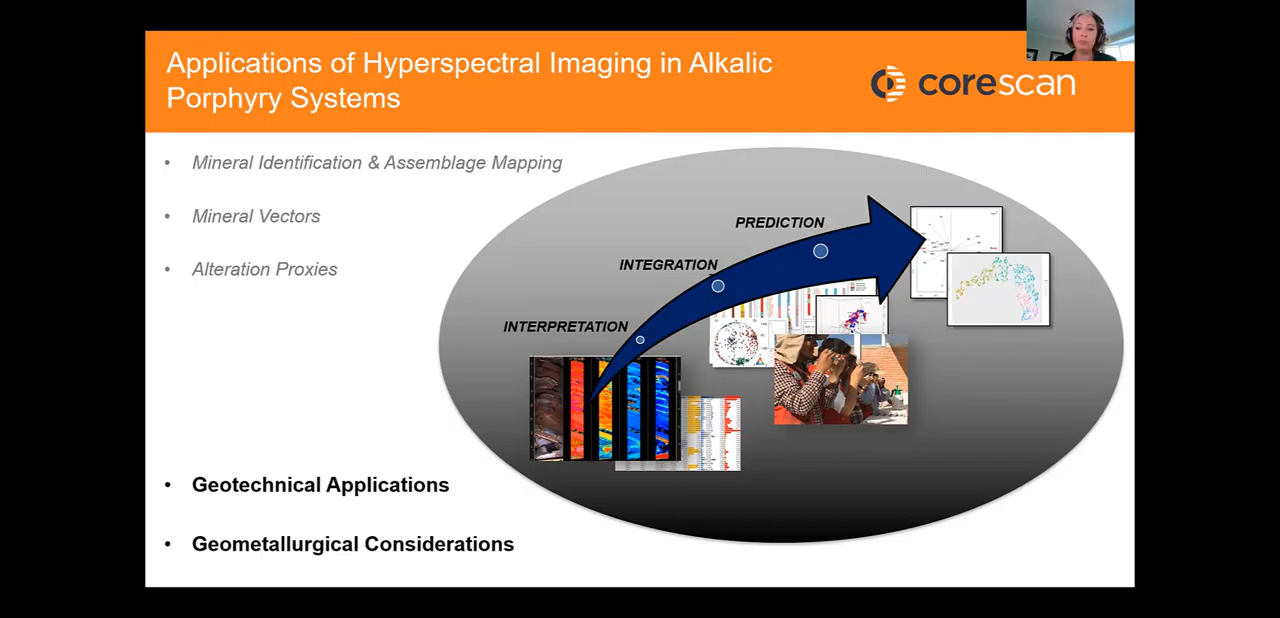 Applications of Hyperspectral Imaging in Alkalic
Porphyry Systems
corescan
• Mineral Identification & Assemblage Mapping
• Mineral Vectors
• Alteration Proxies
PREDICTION
INTEGRATION
INTERPRETATION
• Geotechnical Applications
• Geometallurgical Considerations